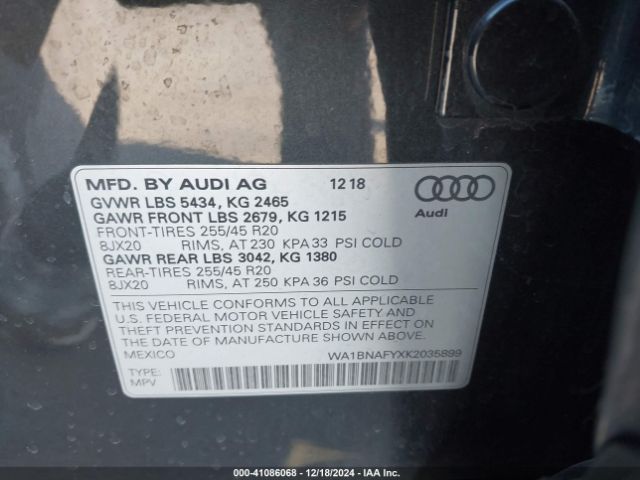 MFD. BY AUDI AG 12 18
GVWR LBS 5434, KG 2465
GAWR FRONT LBS 2679, KG 1215
FRONT-TIRES 255/45 R20
8JX20 RIMS, AT 230 KPA 33 PSI COLD
GAWR REAR LBS 3042, KG 1380
REAR-TIRES 255/45 R20
8JX20 RIMS, AT 250 KPA 36 PSI COLD
Audi
THIS VEHICLE CONFORMS TO ALL APPLICABLE
U.S. FEDERAL MOTOR VEHICLE SAFETY AND
THEFT PREVENTION STANDARDS IN EFFECT ON
THE DATE OF MANUFACTURE SHOWN ABOVE.
MEXICO WA1BNAFYXK2035899
TYPE:
MPV
000-41086068 - 12/18/2024 - IAAI.com